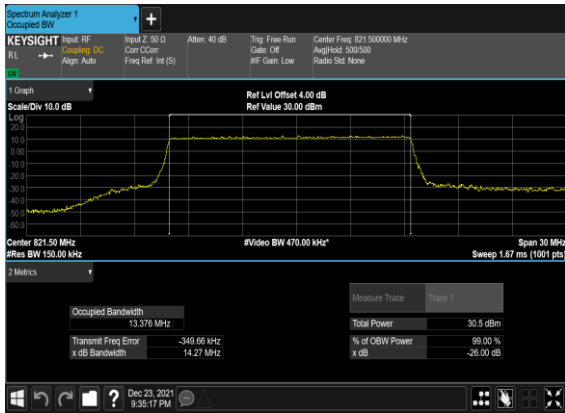 Spectrum Analyzer 1
Occupied BW
KEYSIGHT
RL
LXI
Input: RF
Coupling: DC
Align: Auto
Input Z: 50 Ω
Corr CCorr
Freq Ref: Int (S)
Atten: 40 dB
Trig: Free Run
Gate: Off
#IF Gain: Low
Center Freq: 821.500000 MHz
Avg|Hold: 500/500
Radio Std: None
1 Graph
Scale/Div 10.0 dB
Ref Lvl Offset 4.00 dB
Ref Value 30.00 dBm
Log
20.0
10.0
0.00
-10.0
-20.0
-30.0
-40.0
-50.0
-60.0
Center 821.50 MHz
#Res BW 150.00 kHz
#Video BW 470.00 kHz*
Span 30 MHz
Sweep 1.67 ms (1001 pts)
2 Metrics
Measure Trace
Trace 1
Occupied Bandwidth
13.376 MHz
Total Power
30.5 dBm
Transmit Freq Error
-349.66 kHz
% of OBW Power
99.00 %
x dB Bandwidth
14.27 MHz
x dB
-26.00 dB
?
Dec 23, 2021
9:35:17 PM